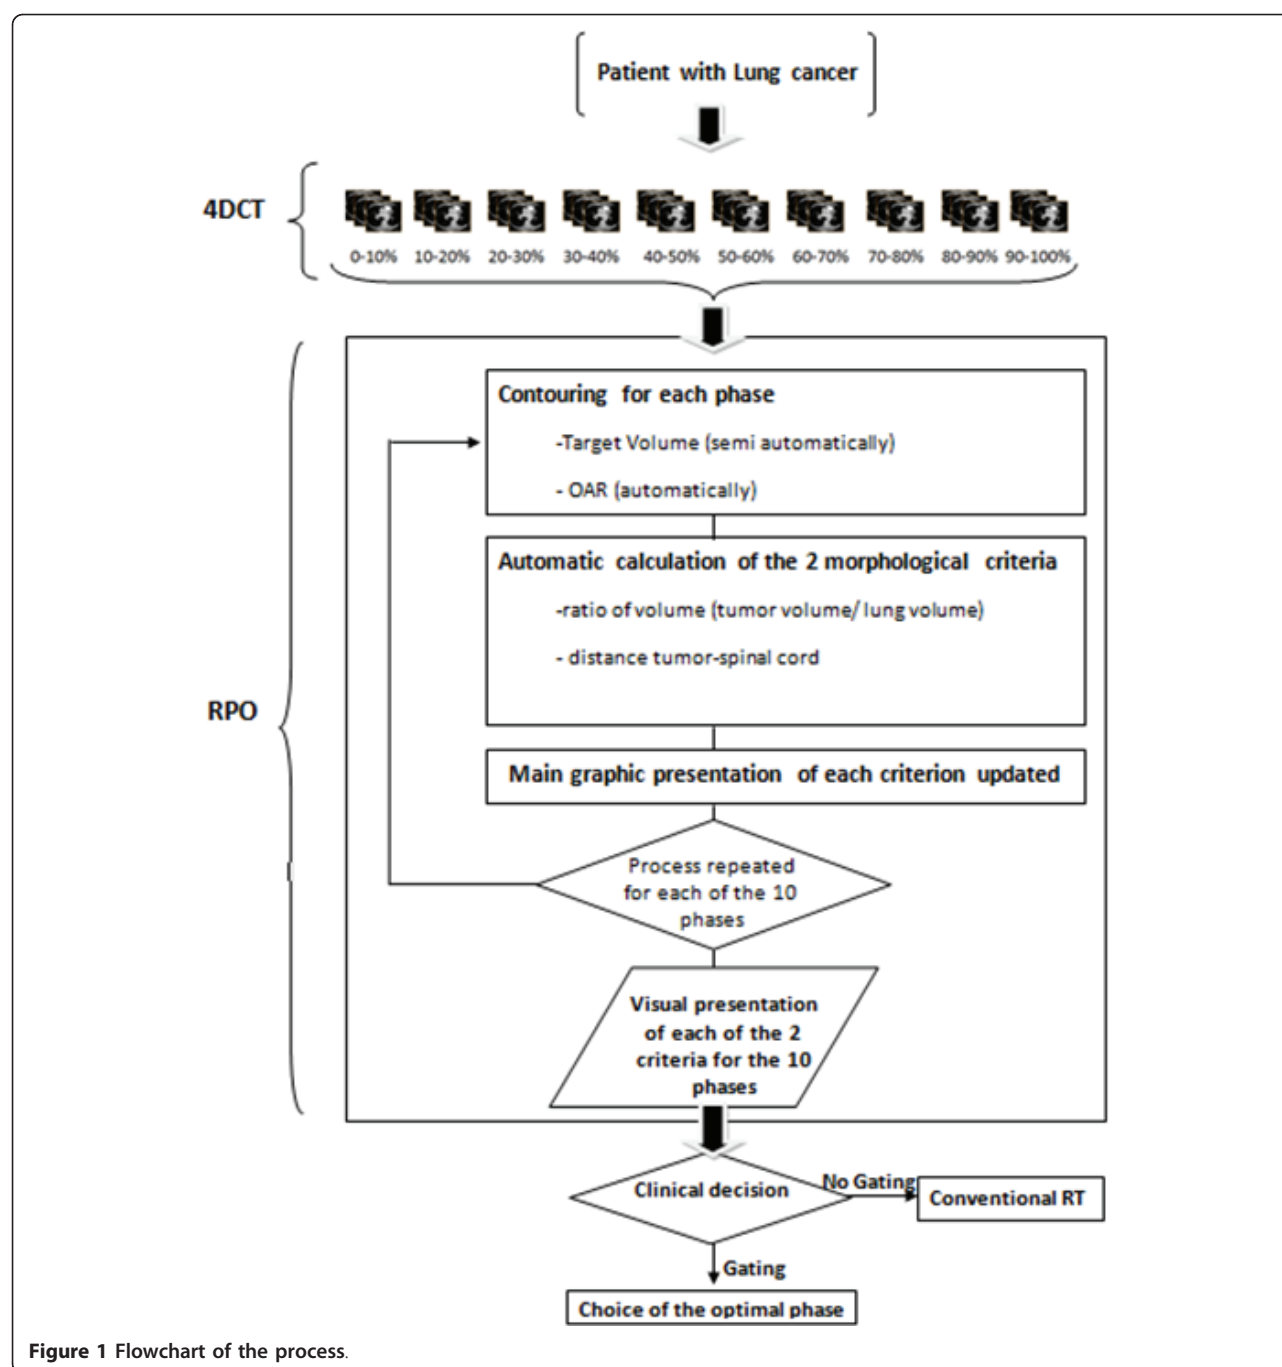 Patient with Lung cancer
4DCT
0-10% 10-20% 20-30% 30-40% 40-50% 50-60% 60-70% 70-80% 80-90% 90-100%
Contouring for each phase
-Target Volume (semi automatically)
- OAR (automatically)
Automatic calculation of the 2 morphological criteria
-ratio of volume (tumor volume/ lung volume)
- distance tumor-spinal cord
RPO
Main graphic presentation of each criterion updated
Process repeated
for each of the 10
phases
Visual presentation
of each of the 2
criteria for the 10
phases
Clinical decision
No Gating
Conventional RT
Gating
Choice of the optimal phase
Figure 1 Flowchart of the process.